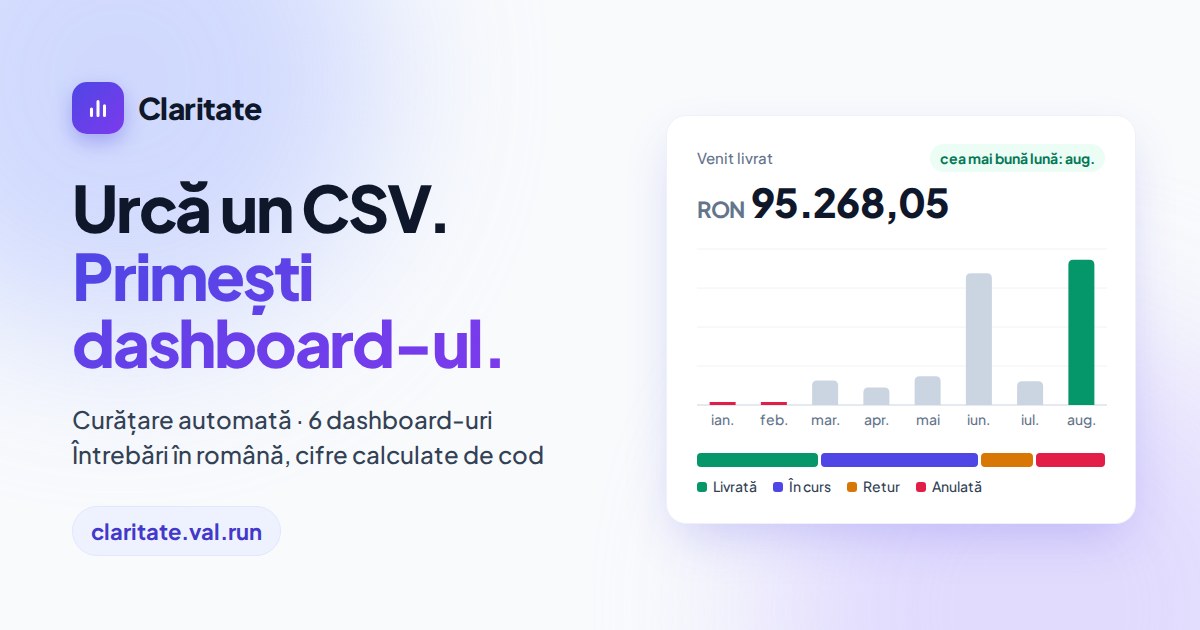 Claritate
Urcă un CSV.
Primești
dashboard-ul.
Curățare automată · 6 dashboard-uri
Întrebări în română, cifre calculate de cod
claritate.val.run
Venit livrat
cea mai bună lună: aug.
RON 95.268,05
ian. feb. mar. apr. mai iun. iul. aug.
Livrată În curs Retur Anulată